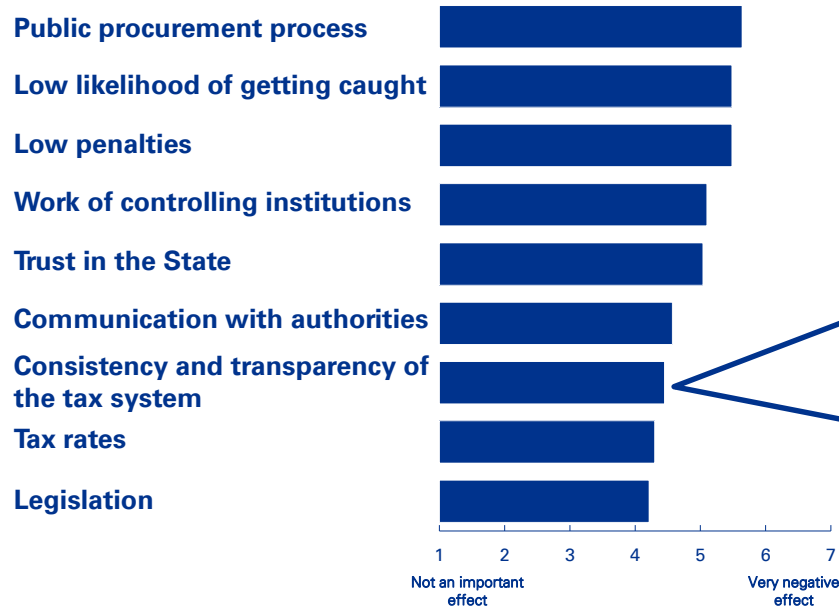 Public procurement process
Low likelihood of getting caught
Low penalties
Work of controlling institutions
Trust in the State
Communication with authorities
Consistency and transparency of
the tax system
Tax rates
Legislation
1 2 3 4 5 6 7
Not an important
effect
Very negative
effect